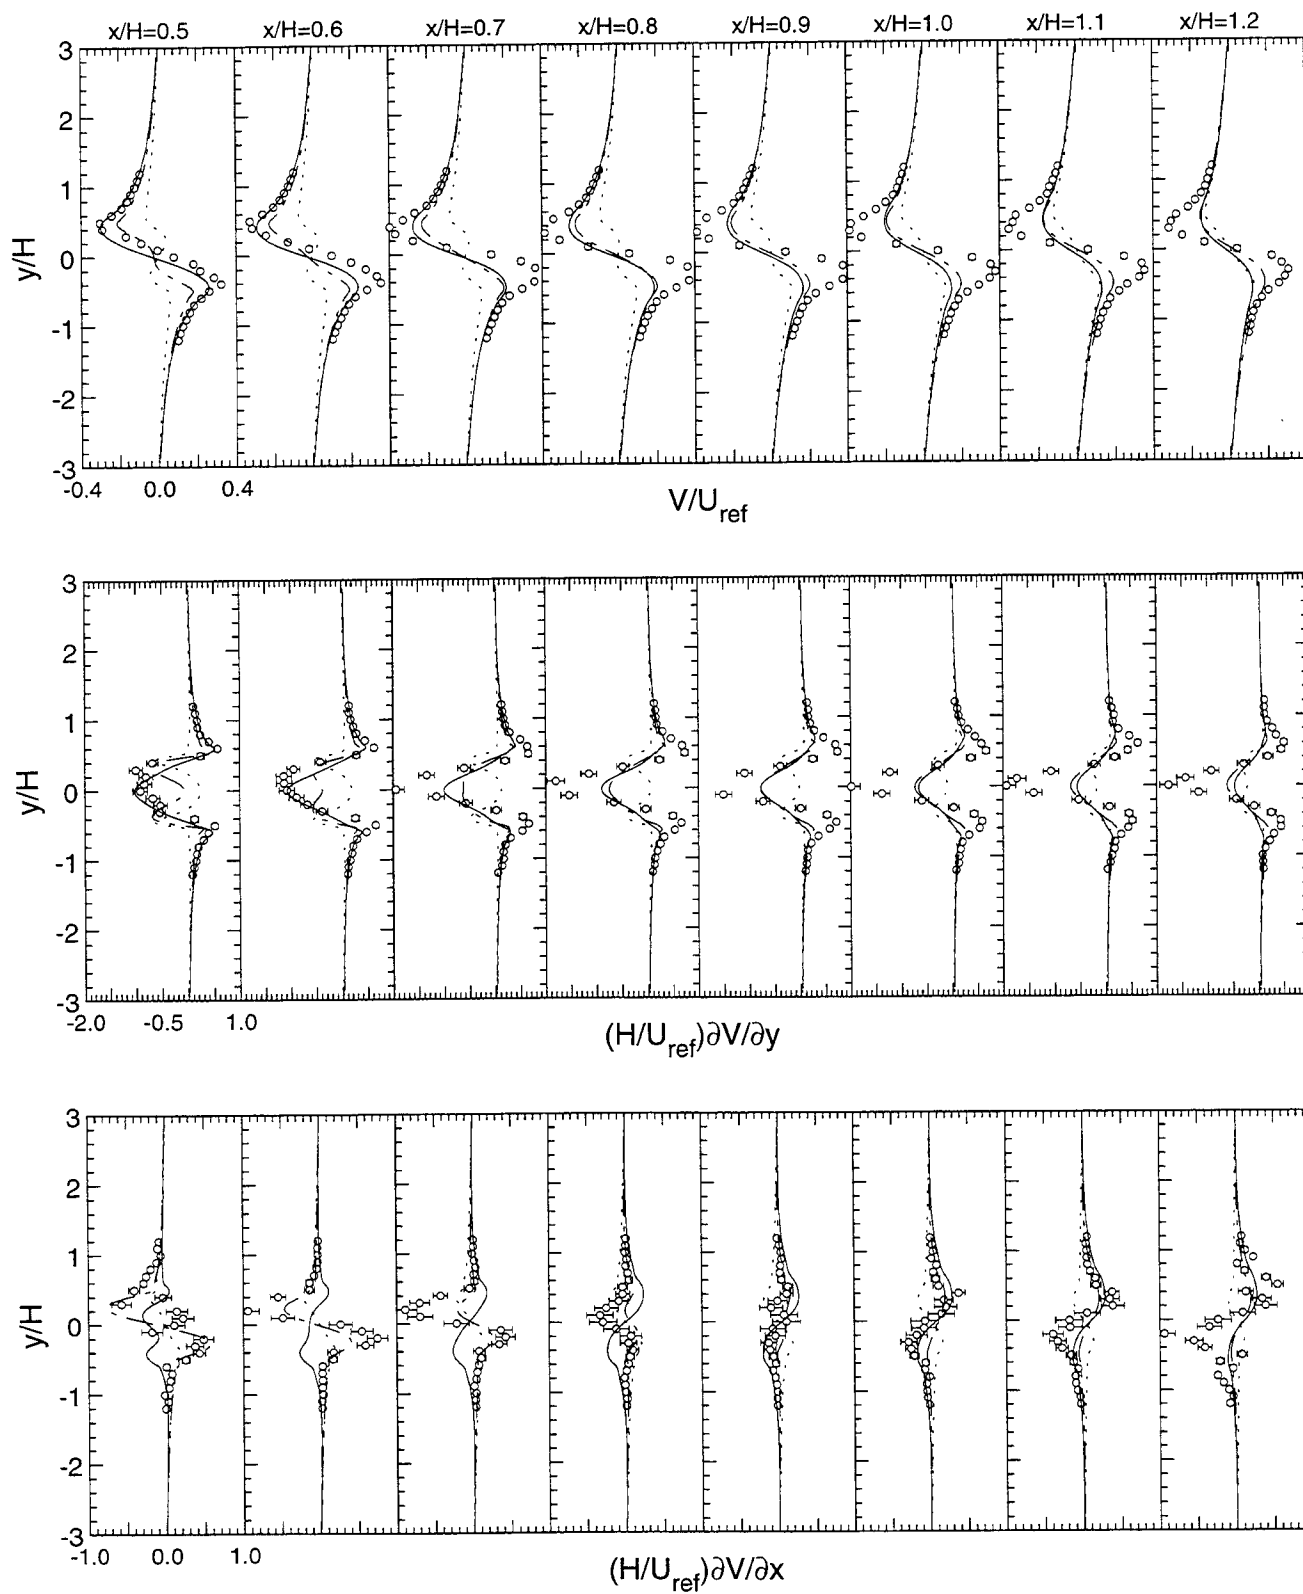 x/H=0.5 x/H=0.6 x/H=0.7 x/H=0.8 x/H=0.9 x/H=1.0 x/H=1.1 x/H=1.2
3
2
1
y/H 0
-1
-2
-3
-0.4 0.0 0.4
V/U_ref
3
2
1
y/H 0
-1
-2
-3
-2.0 -0.5 1.0
(H/U_ref)∂V/∂y
3
2
1
y/H 0
-1
-2
-3
-1.0 0.0 1.0
(H/U_ref)∂V/∂x